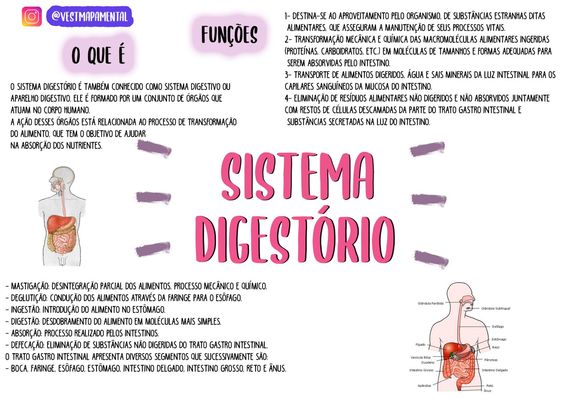 @VESTMAPAMENTAL
O QUE É
O SISTEMA DIGESTÓRIO É TAMBÉM CONHECIDO COMO SISTEMA DIGESTIVO OU
APARELHO DIGESTIVO. ELE É FORMADO POR UM CONJUNTO DE ÓRGÃOS QUE
ATUAM NO CORPO HUMANO.
A AÇÃO DESSES ÓRGÃOS ESTÁ RELACIONADA AO PROCESSO DE TRANSFORMAÇÃO
DO ALIMENTO, QUE TEM O OBJETIVO DE AJUDAR
NA ABSORÇÃO DOS NUTRIENTES.
FUNÇÕES
1- DESTINA-SE AO APROVEITAMENTO PELO ORGANISMO, DE SUBSTÂNCIAS ESTRANHAS DITAS
ALIMENTARES, QUE ASSEGURAM A MANUTENÇÃO DE SEUS PROCESSOS VITAIS.
2- TRANSFORMAÇÃO MECÂNICA E QUÍMICA DAS MACROMOLÉCULAS ALIMENTARES INGERIDAS
(PROTEÍNAS, CARBOIDRATOS, ETC.) EM MOLÉCULAS DE TAMANHOS E FORMAS ADEQUADAS PARA
SEREM ABSORVIDAS PELO INTESTINO.
3- TRANSPORTE DE ALIMENTOS DIGERIDOS, ÁGUA E SAIS MINERAIS DA LUZ INTESTINAL PARA OS
CAPILARES SANGUÍNEOS DA MUCOSA DO INTESTINO.
4- ELIMINAÇÃO DE RESÍDUOS ALIMENTARES NÃO DIGERIDOS E NÃO ABSORVIDOS JUNTAMENTE
COM RESTOS DE CÉLULAS DESCAMADAS DA PARTE DO TRATO GASTRO INTESTINAL E
SUBSTÂNCIAS SECRETADAS NA LUZ DO INTESTINO.
SISTEMA
DIGESTÓRIO
- MASTIGAÇÃO: DESINTEGRAÇÃO PARCIAL DOS ALIMENTOS, PROCESSO MECÂNICO E QUÍMICO.
- DEGLUTIÇÃO: CONDUÇÃO DOS ALIMENTOS ATRAVÉS DA FARINGE PARA O ESÔFAGO.
- INGESTÃO: INTRODUÇÃO DO ALIMENTO NO ESTÔMAGO.
- DIGESTÃO: DESDOBRAMENTO DO ALIMENTO EM MOLÉCULAS MAIS SIMPLES.
- ABSORÇÃO: PROCESSO REALIZADO PELOS INTESTINOS.
- DEFECAÇÃO: ELIMINAÇÃO DE SUBSTÂNCIAS NÃO DIGERIDAS DO TRATO GASTRO INTESTINAL.
O TRATO GASTRO INTESTINAL APRESENTA DIVERSOS SEGMENTOS QUE SUCESSIVAMENTE SÃO:
- BOCA, FARINGE, ESÔFAGO, ESTÔMAGO, INTESTINO DELGADO, INTESTINO GROSSO, RETO E ÂNUS.
Glândula Parótida
Glândula Sublingual
Esôfago
Estômago
Fígado
Baço
Vesícula Biliar
Duodeno
Pâncreas
Intestino Grosso
Intestino Delgado
Apêndice
Reto
Ânus